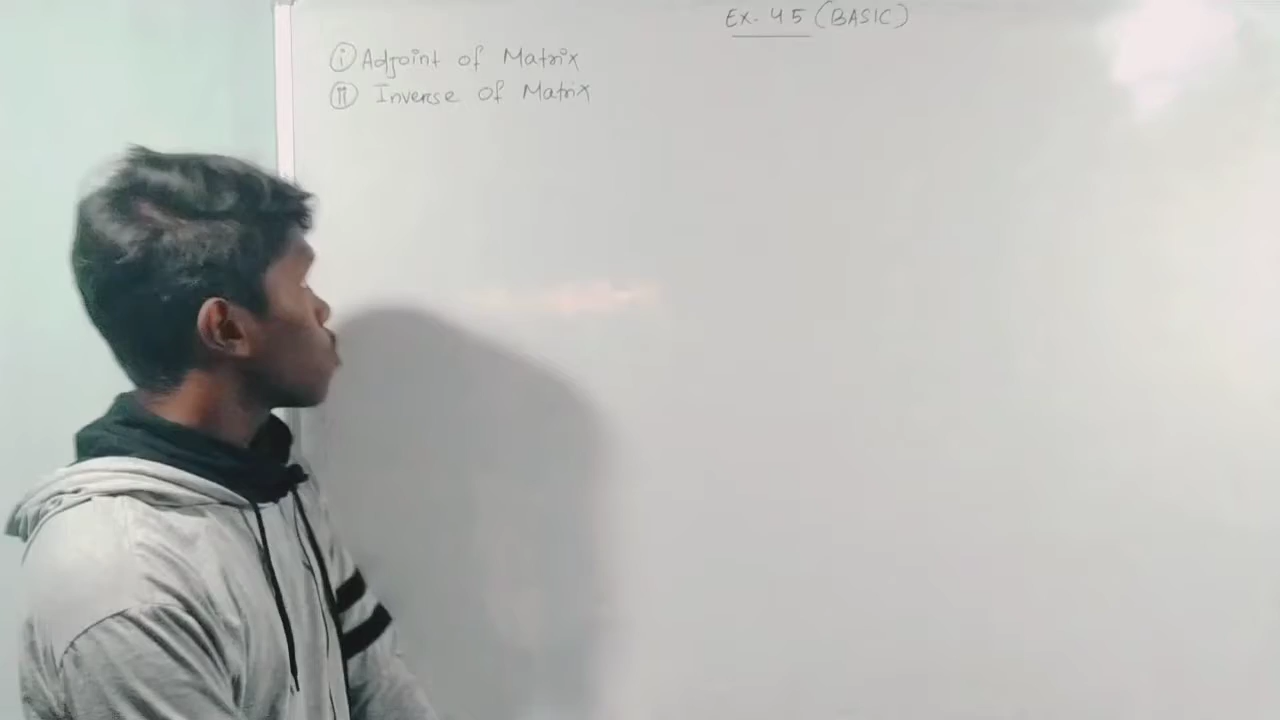 Ex- 45 (BASIC)
(i) Adjoint of Matrix
(ii) Inverse of Matrix